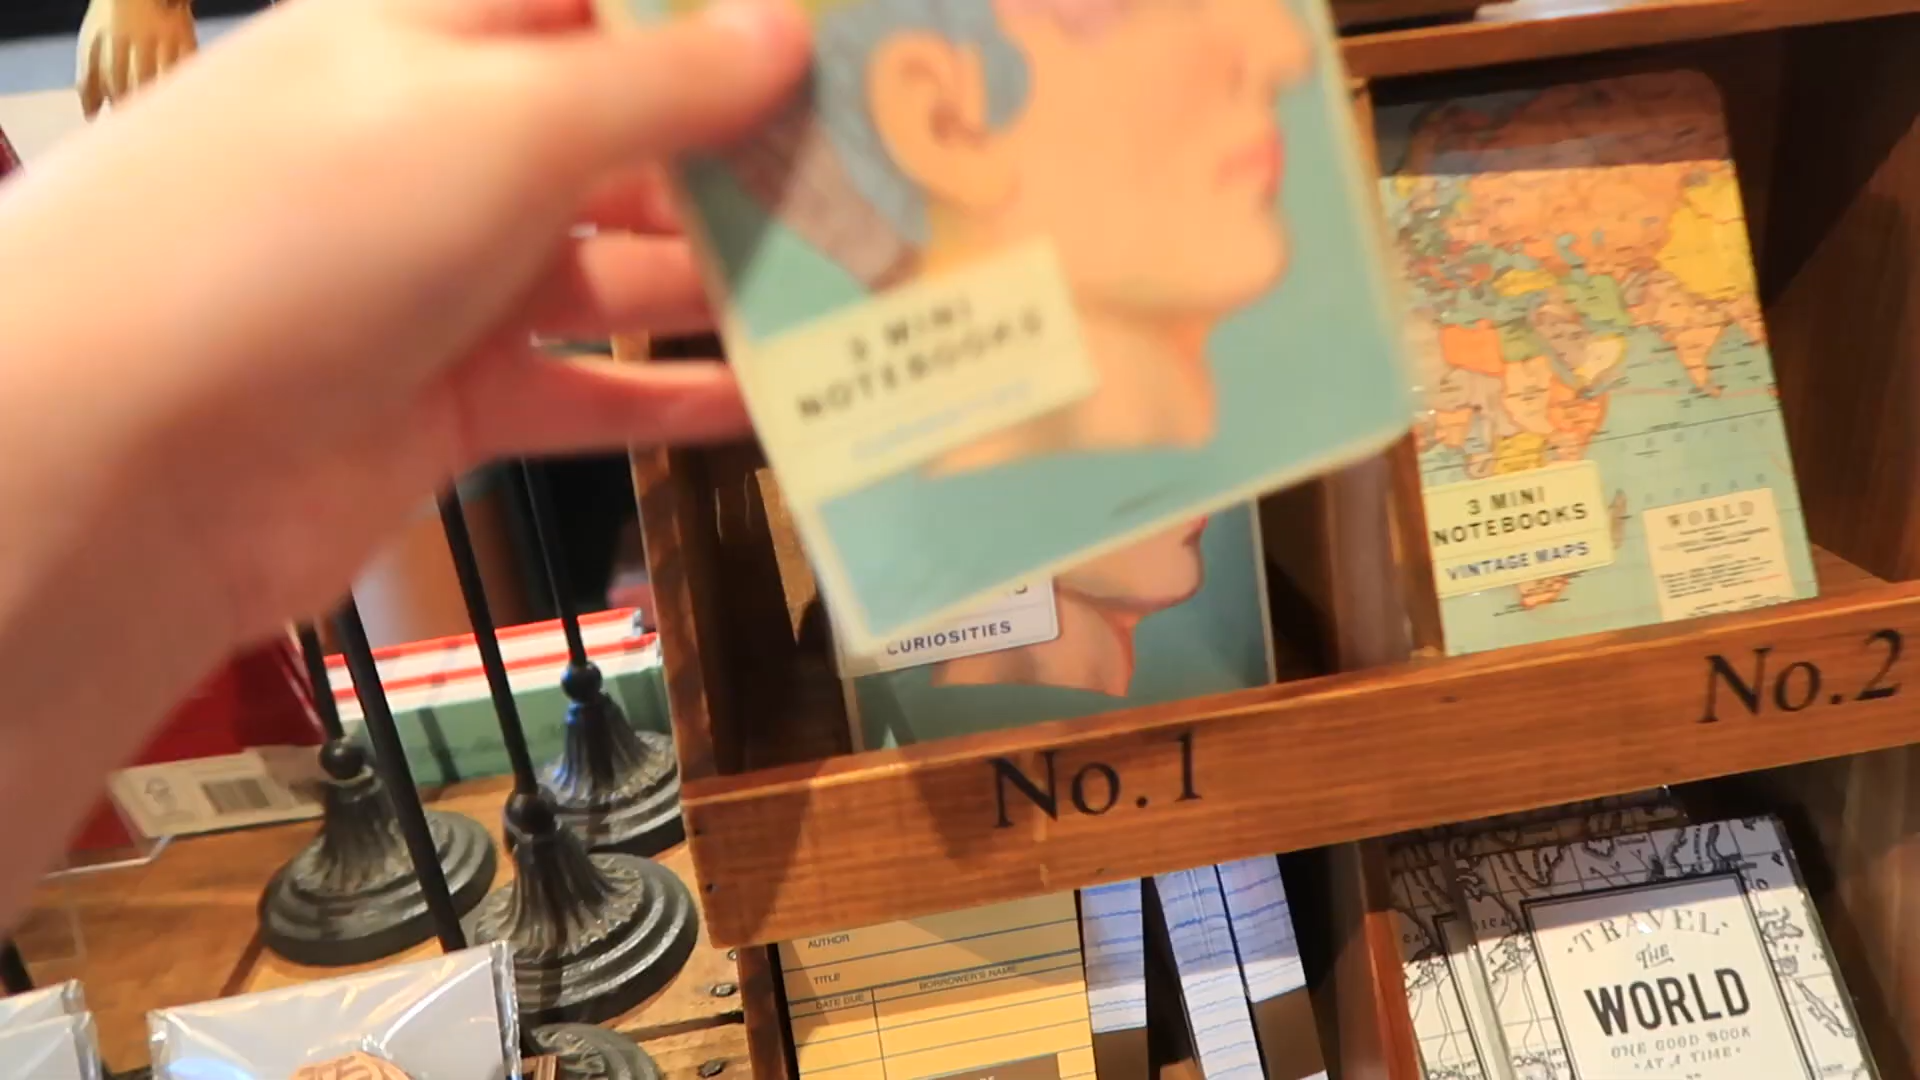 3 MINI
NOTEBOOKS
CURIOSITIES
3 MINI
NOTEBOOKS
VINTAGE MAPS
WORLD
No.1
No.2
AUTHOR
TITLE
BORROWER'S NAME
DATE DUE
TRAVEL
THE
WORLD
ONE GOOD BOOK
AT A TIME